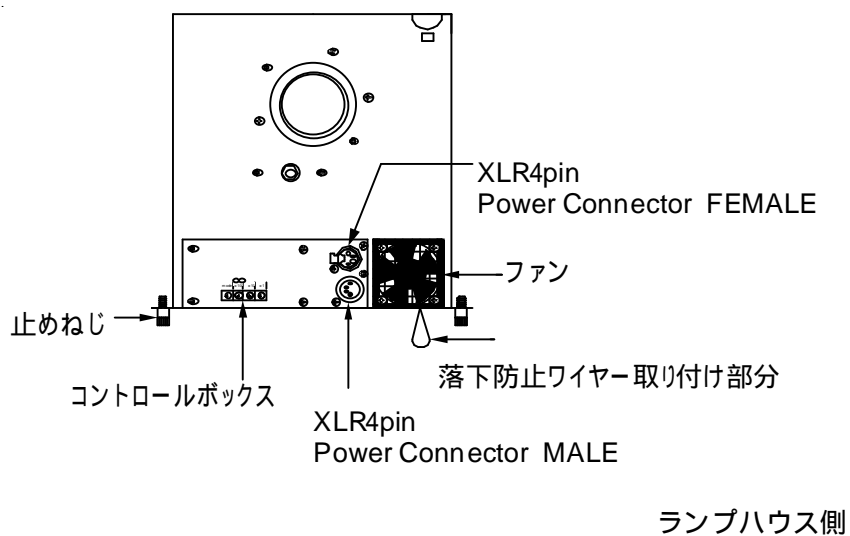 XLR4pin
Power Connector FEMALE
ファン
止めねじ
落下防止ワイヤー取り付け部分
コントロールボックス
XLR4pin
Power Connector MALE
ランプハウス側